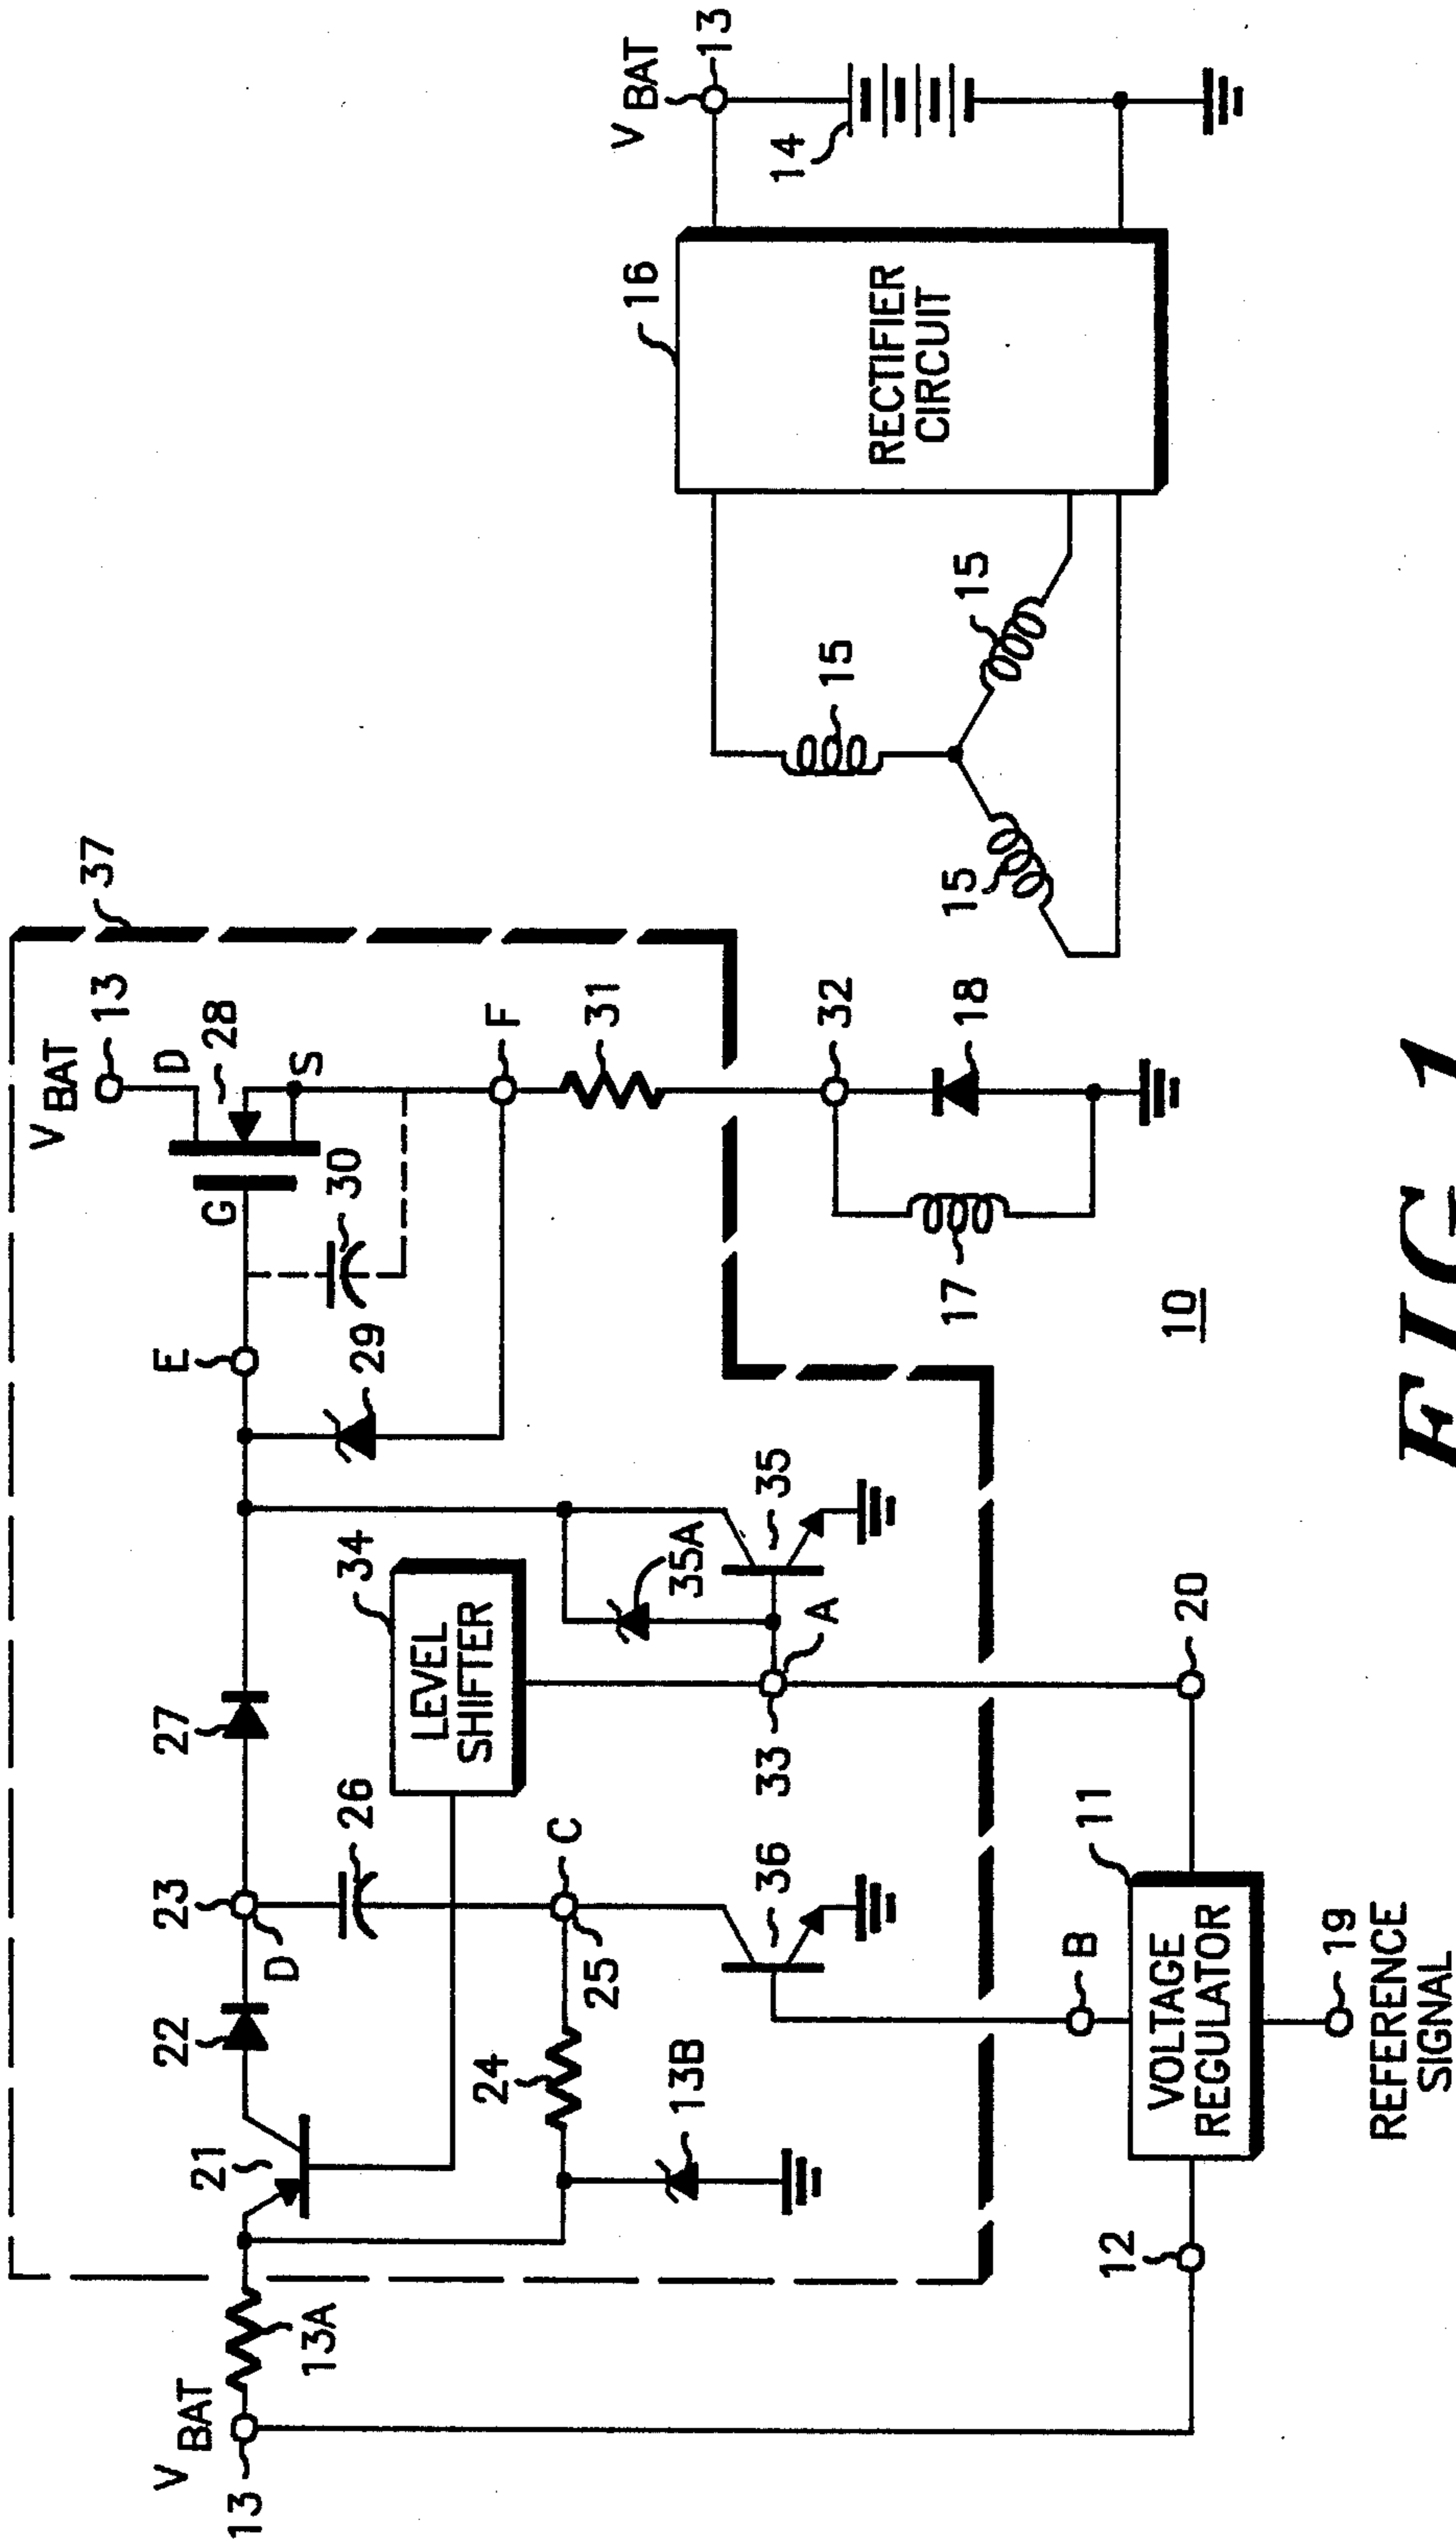 V BAT
13
13A
21
22
23
D
27
26
24
25
C
13B
36
LEVEL
SHIFTER
34
35A
35
33
A
E
29
30
G
V BAT
13
D
28
S
F
31
37
32
18
17
10
12
VOLTAGE
REGULATOR
11
B
20
19
REFERENCE
SIGNAL
15
15
15
RECTIFIER
CIRCUIT
16
V BAT
13
14
FIG. 1